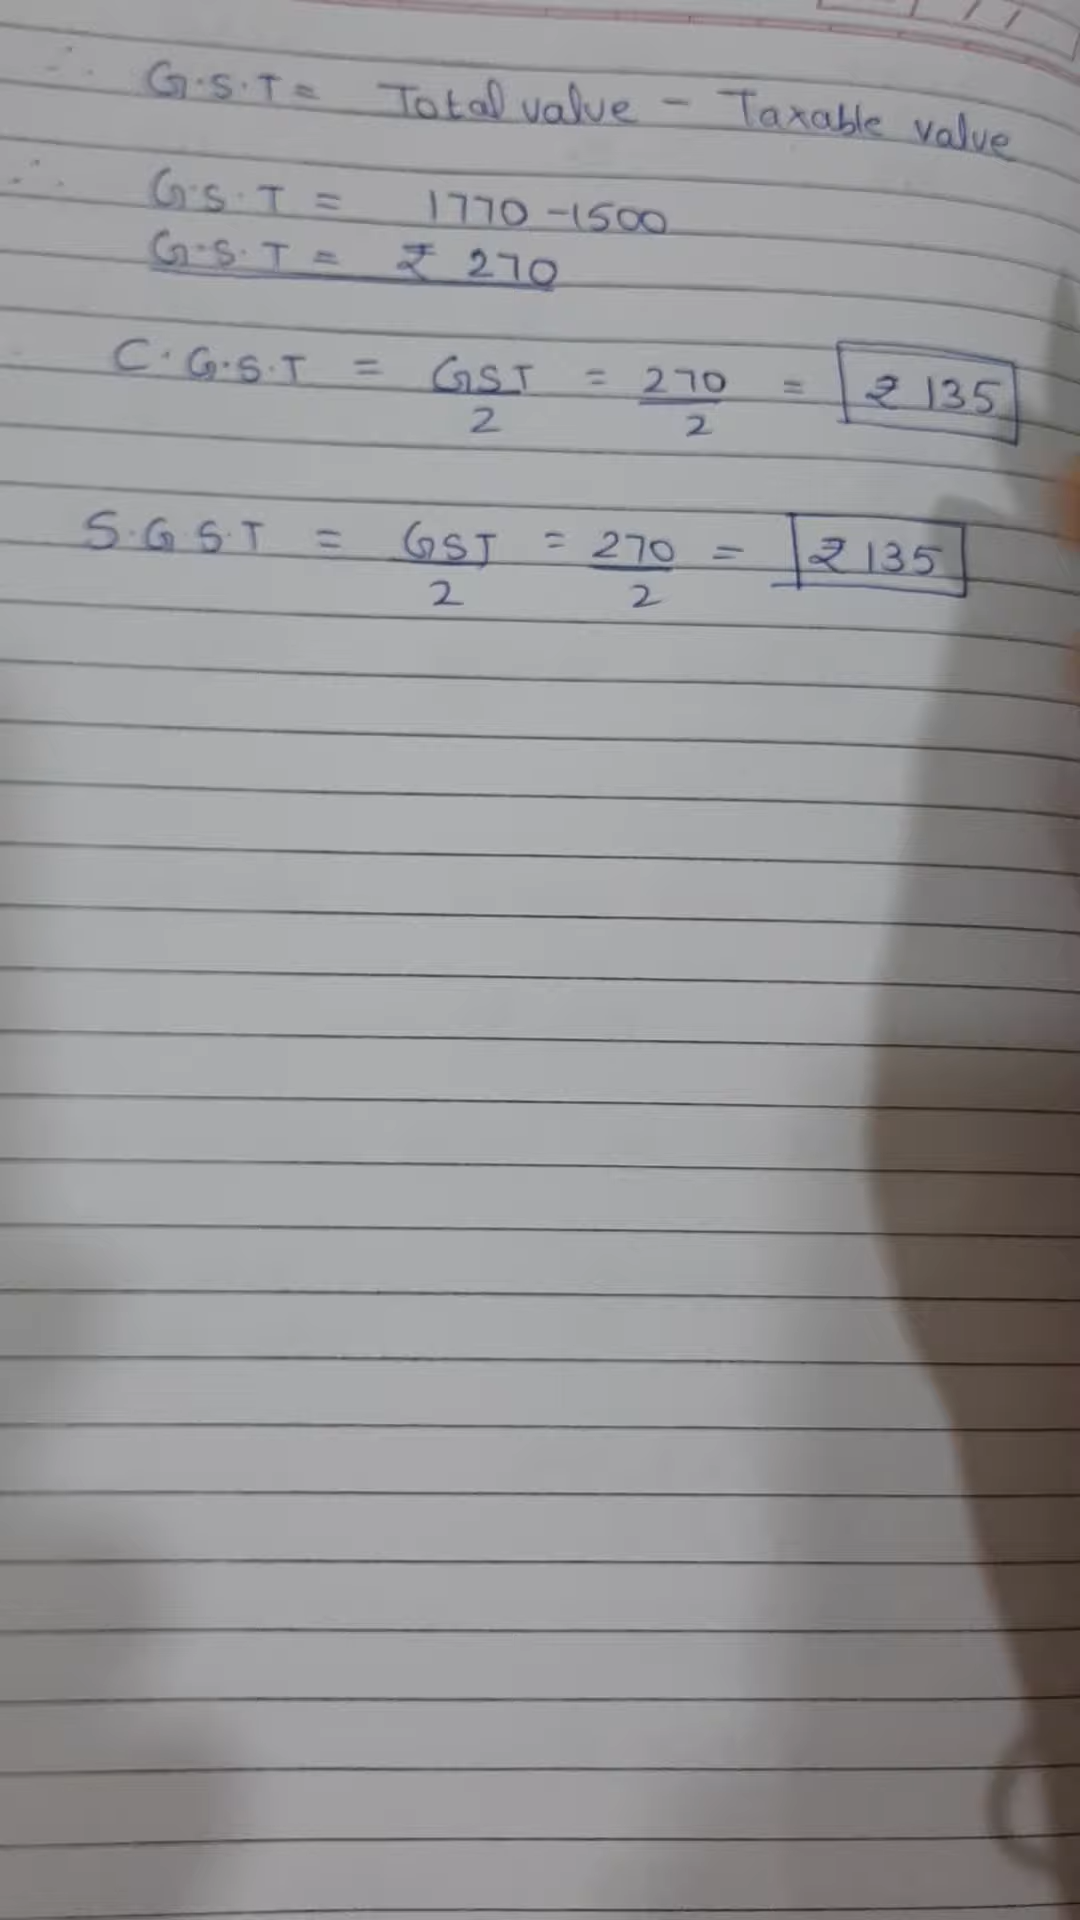 ∴ G.S.T = Total value - Taxable value
∴ G.S.T = 1770 - 1500
G.S.T = ₹ 270
C.G.S.T = GST/2 = 270/2 = ₹ 135
S.G.S.T = GST/2 = 270/2 = ₹ 135